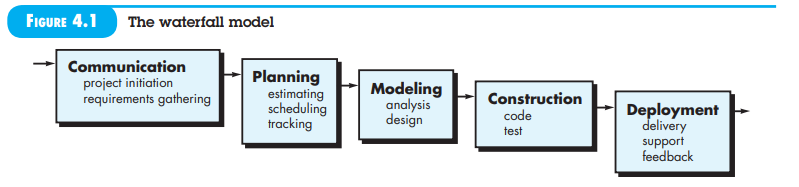 FIGURE 4.1 The waterfall model
Communication
project initiation
requirements gathering
Planning
estimating
scheduling
tracking
Modeling
analysis
design
Construction
code
test
Deployment
delivery
support
feedback